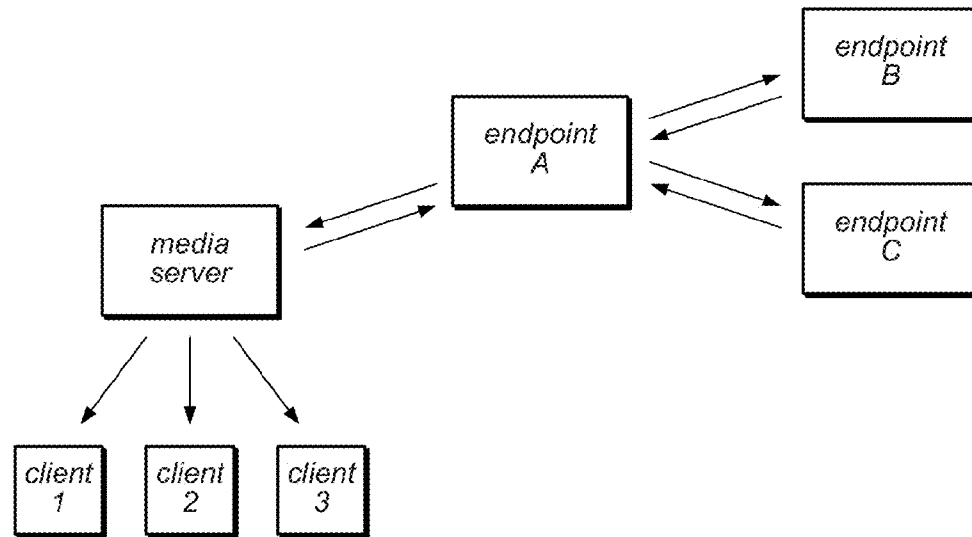 endpoint
B
endpoint
A
endpoint
C
media
server
client
1
client
2
client
3